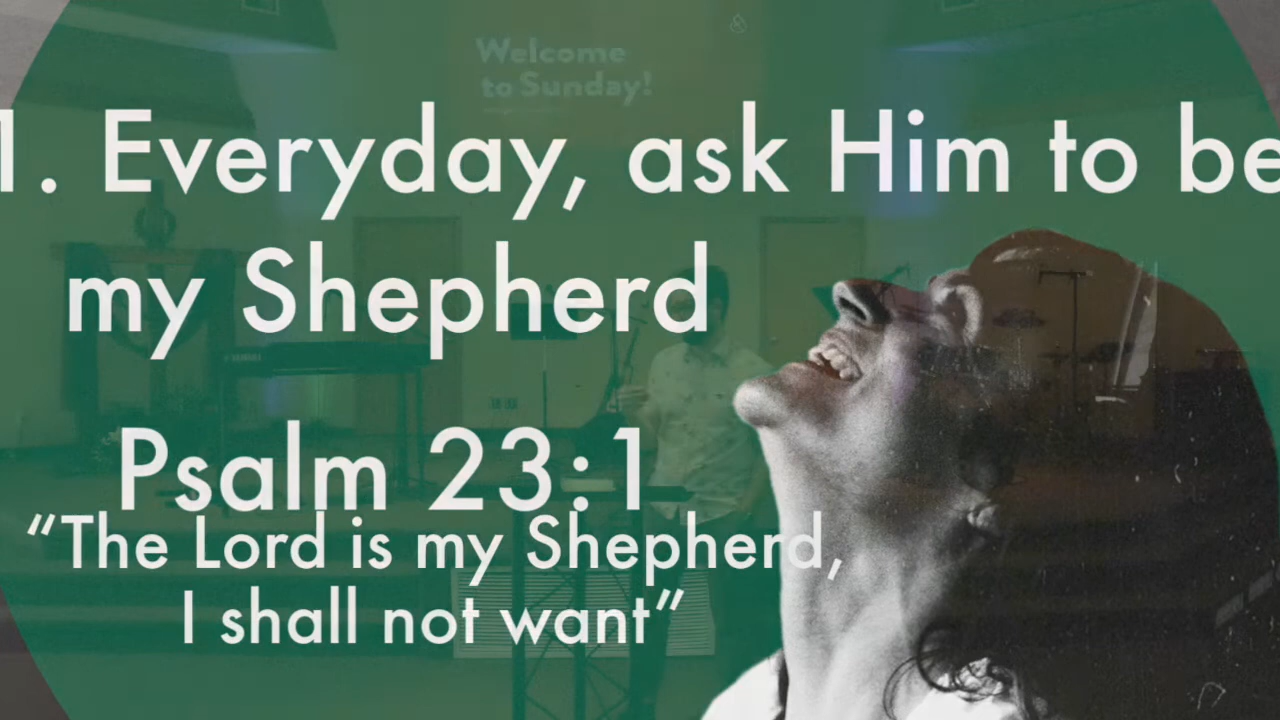 Welcome
to Sunday!
1. Everyday, ask Him to be
my Shepherd
Psalm 23:1
“The Lord is my Shepherd,
I shall not want”